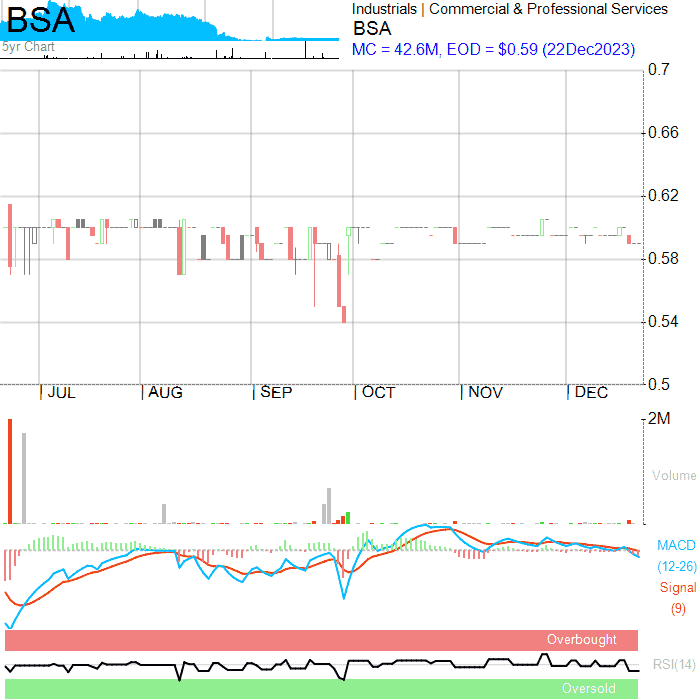 BSA
5yr Chart
Industrials | Commercial & Professional Services
BSA
MC = 42.6M, EOD = $0.59 (22Dec2023)
0.7
0.66
0.62
0.58
0.54
0.5
JUL
AUG
SEP
OCT
NOV
DEC
2M
Volume
MACD
(12-26)
Signal
(9)
Overbought
RSI(14)
Oversold